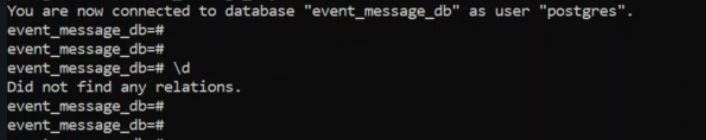 You are now connected to database "event_message_db" as user "postgres".
event_message_db=#
event_message_db=#
event_message_db=# \d
Did not find any relations.
event_message_db=#
event_message_db=#